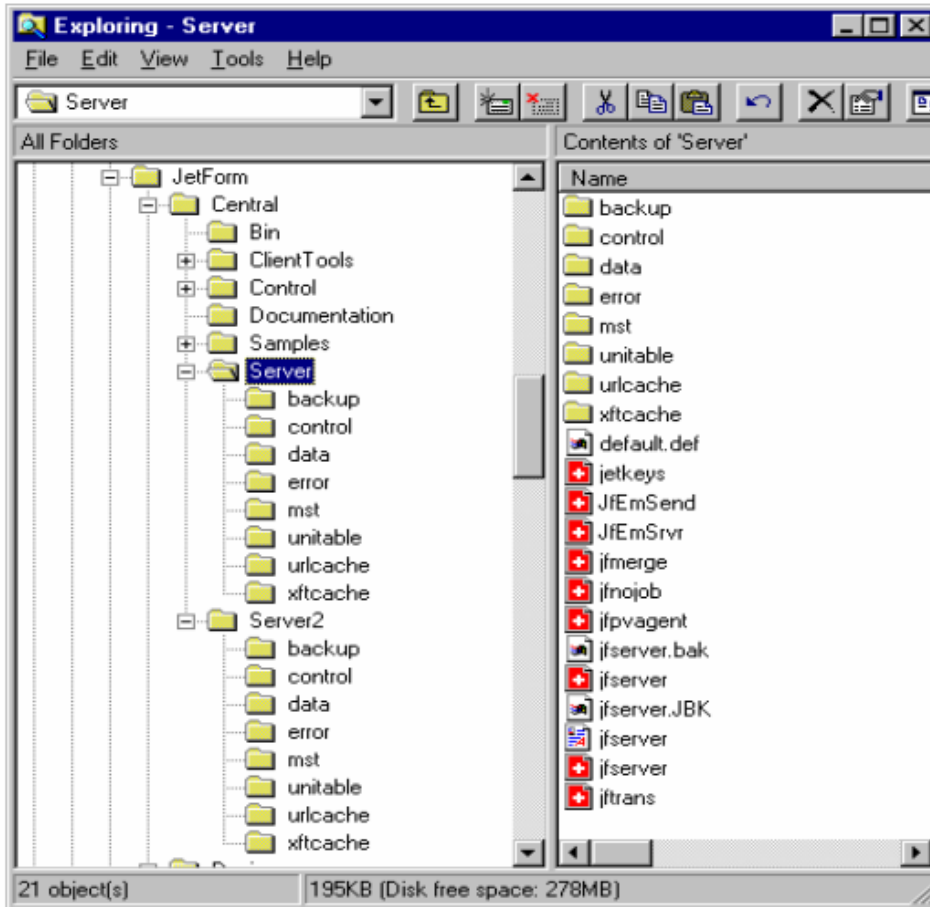 Exploring - Server
File Edit View Tools Help
Server
All Folders
Contents of 'Server'
JetForm
Central
Bin
ClientTools
Control
Documentation
Samples
Server
backup
control
data
error
mst
unitable
urlcache
xftcache
Server2
backup
control
data
error
mst
unitable
urlcache
xftcache
Name
backup
control
data
error
mst
unitable
urlcache
xftcache
default.def
jetkeys
JfEmSend
JfEmSrvr
jfmerge
jfnojob
jfpvagent
jfserver.bak
jfserver
jfserver.JBK
jfserver
jfserver
jftrans
21 object(s)
195KB (Disk free space: 278MB)